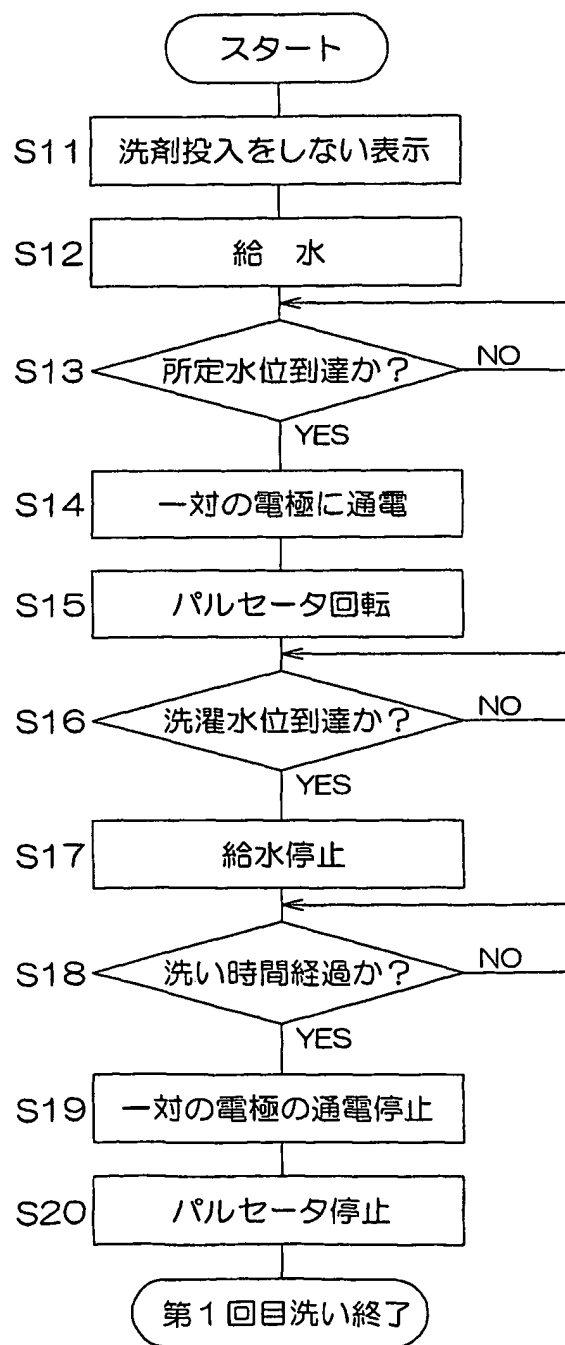 スタート
S11 洗剤投入をしない表示
S12 給 水
S13 所定水位到達か？ NO
YES
S14 一対の電極に通電
S15 パルセータ回転
S16 洗濯水位到達か？ NO
YES
S17 給水停止
S18 洗い時間経過か？ NO
YES
S19 一対の電極の通電停止
S20 パルセータ停止
第１回目洗い終了